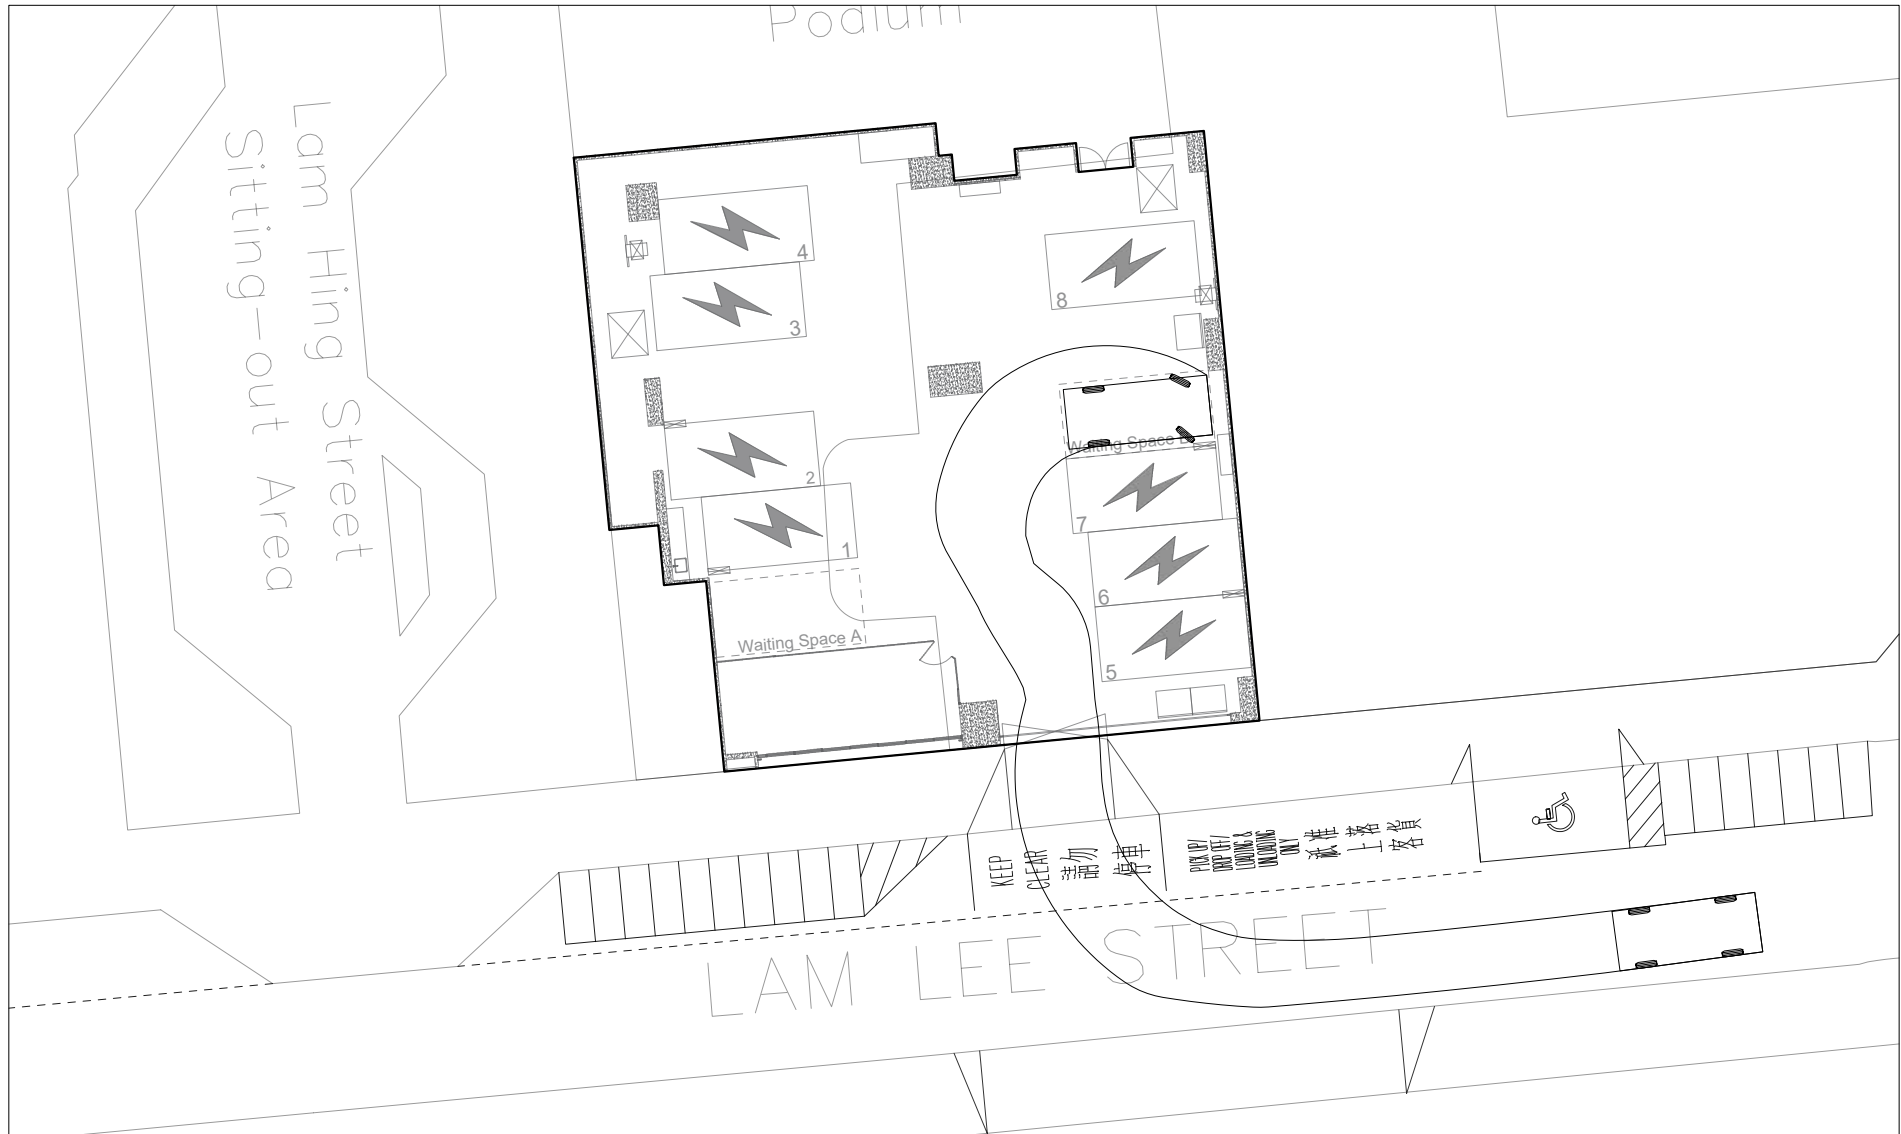 Podium
Lam Hing Street
Sitting-out Area
4
3
8
2
1
Waiting Space B
7
6
5
Waiting Space A
KEEP
CLEAR
請勿
停車
PICK UP/
DROP OFF/
LOADING &
UNLOADING
ONLY
祇准
上落
客貨
LAM LEE STREET